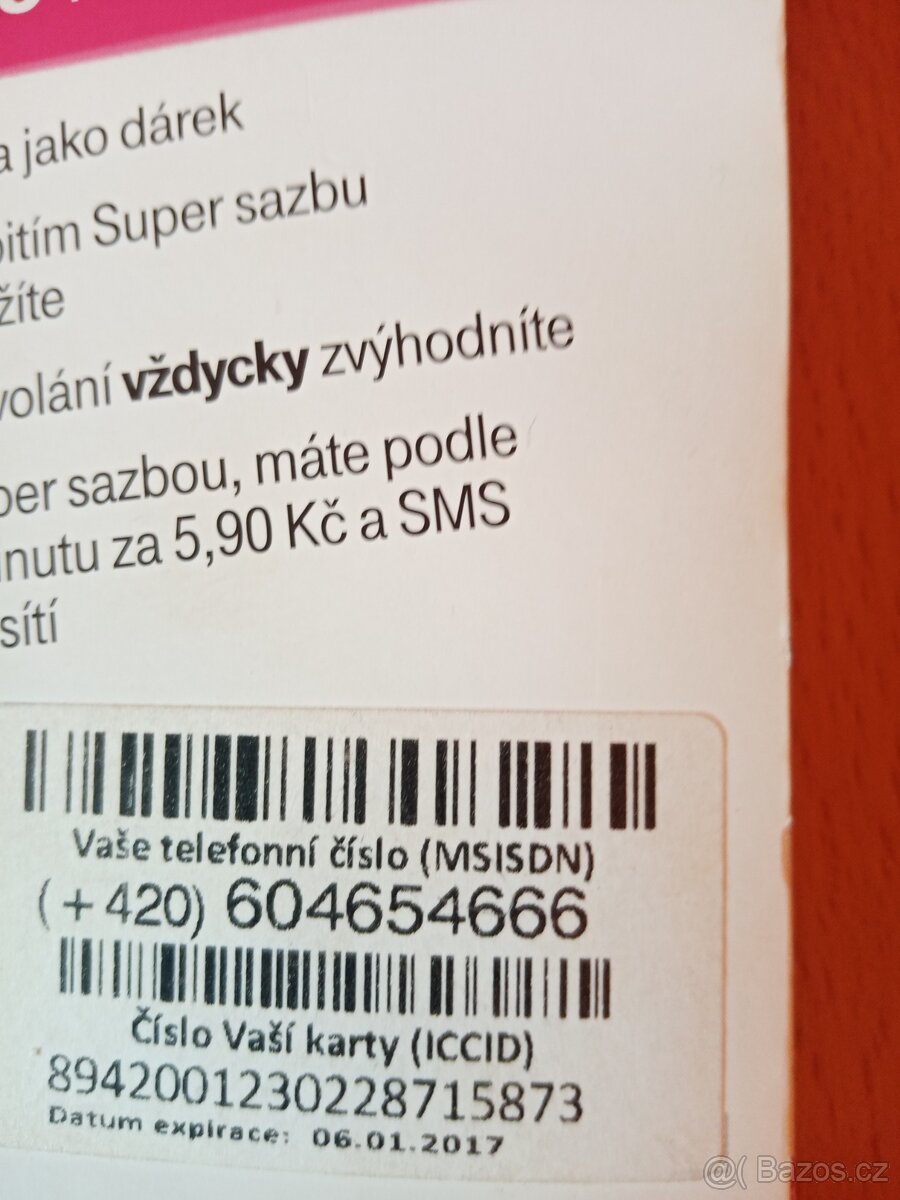 a jako dárek
bitím Super sazbu
žíte
volání vždycky zvýhodníte
per sazbou, máte podle
inutu za 5,90 Kč a SMS
sítí
Vaše telefonní číslo (MSISDN)
(+420) 604654666
Číslo Vaší karty (ICCID)
8942001230228715873
Datum expirace: 06.01.2017
@( Bazos.cz